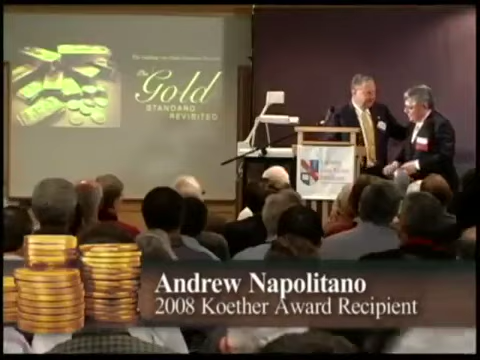 The
Gold
STANDARD
REVISITED
Andrew Napolitano
2008 Koether Award Recipient